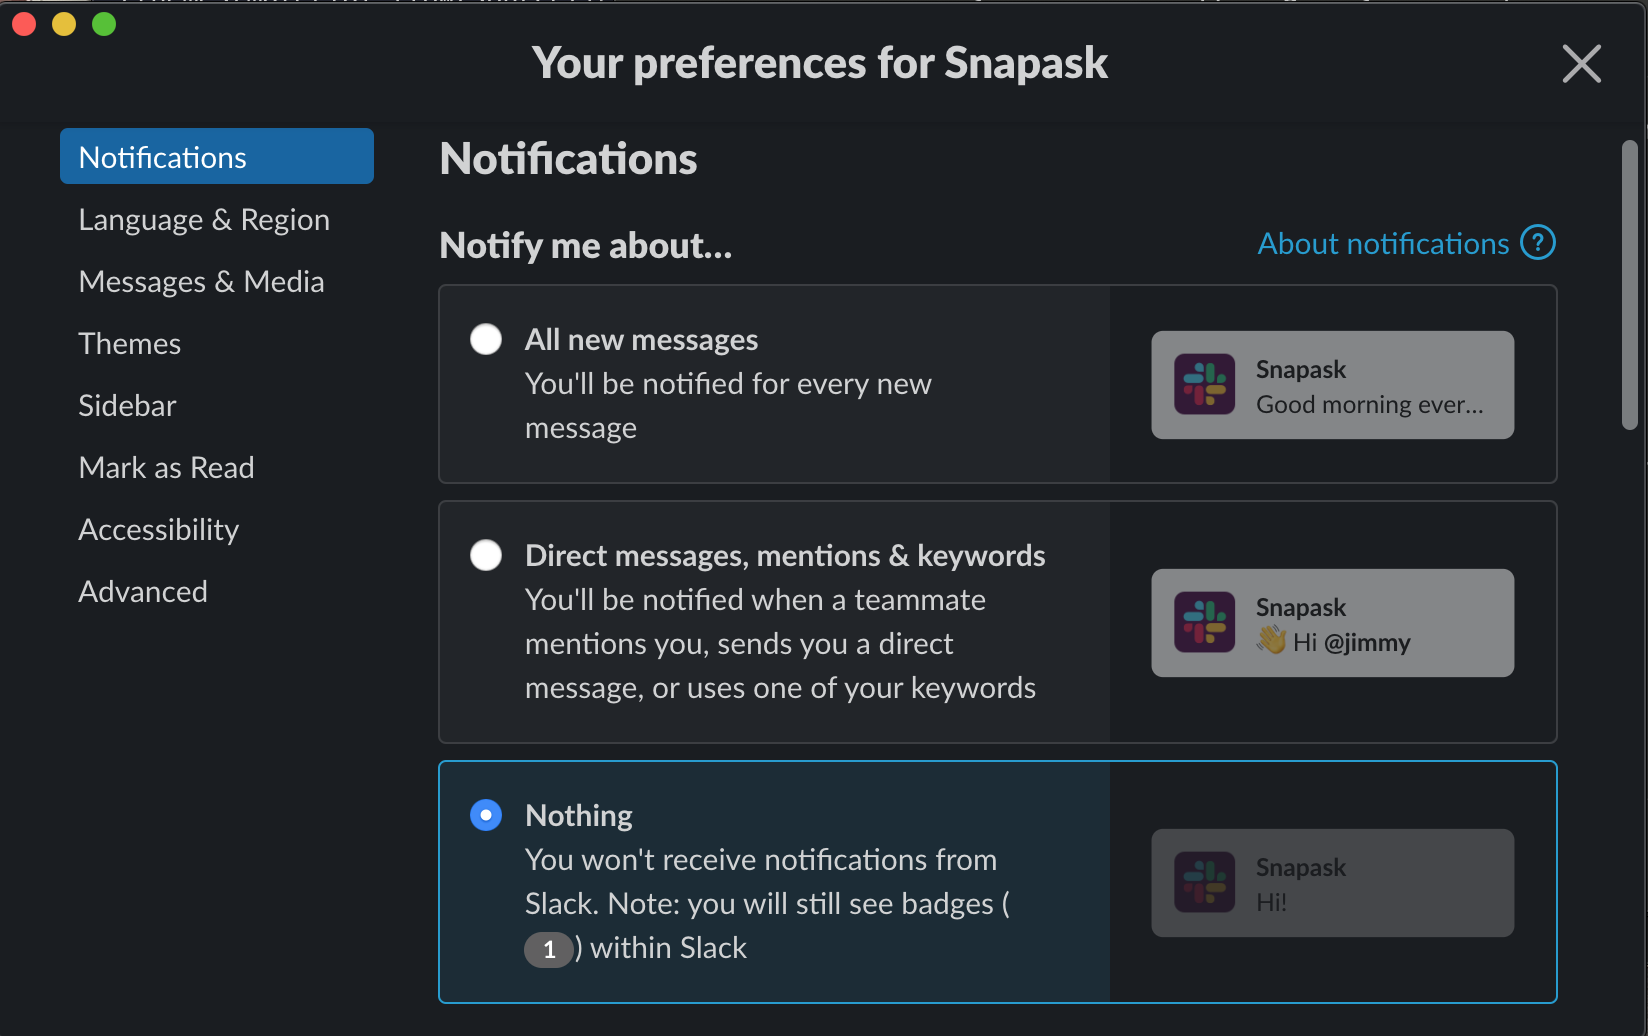 Your preferences for Snapask
Notifications
Language & Region
Messages & Media
Themes
Sidebar
Mark as Read
Accessibility
Advanced
Notifications
Notify me about...
About notifications ?
All new messages
You'll be notified for every new
message
Snapask
Good morning ever...
Direct messages, mentions & keywords
You'll be notified when a teammate
mentions you, sends you a direct
message, or uses one of your keywords
Snapask
👋 Hi @jimmy
Nothing
You won't receive notifications from
Slack. Note: you will still see badges (
1 ) within Slack
Snapask
Hi!